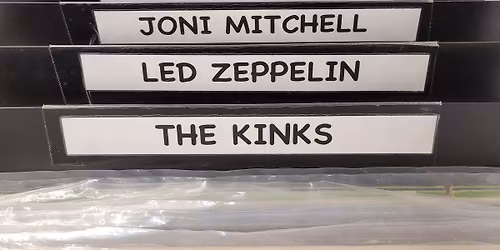 JONI MITCHELL
LED ZEPPELIN
THE KINKS